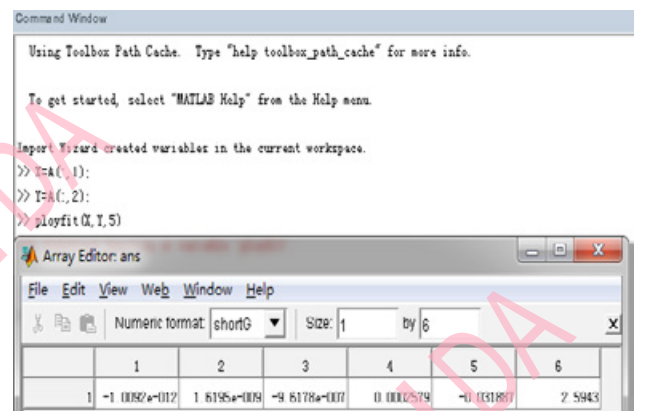 Command Window
Using Toolbox Path Cache. Type "help toolbox_path_cache" for more info.
To get started, select "MATLAB Help" from the Help menu.
Import Wizard created variables in the current workspace.
>> X=A(:,1);
>> Y=A(:,2);
>> ployfit(X,Y,5)
Array Editor: ans
File Edit View Web Window Help
Numeric format: shortG Size: 1 by 6
1 2 3 4 5 6
1 -1.0092e-012 1.6195e-009 -9.6178e-007 0.0002579 -0.031887 2.5943